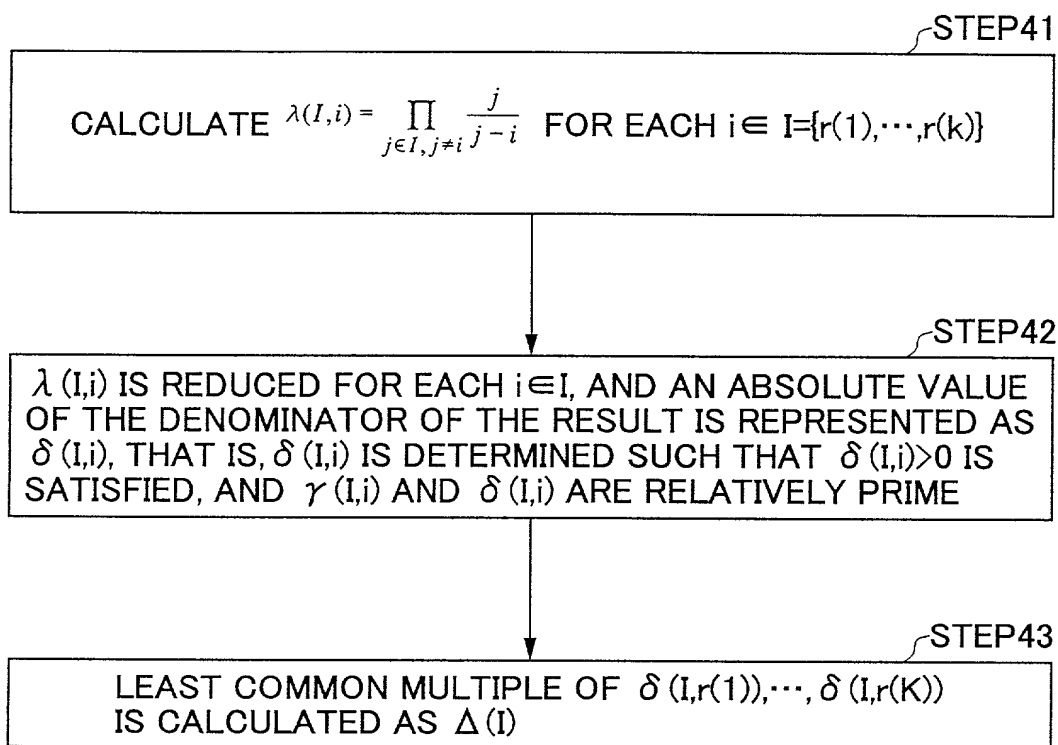 STEP41
CALCULATE λ(I,i) = ∏_{j∈I, j≠i} j/(j−i) FOR EACH i∈ I={r(1),⋯,r(k)}
STEP42
λ(I,i) IS REDUCED FOR EACH i∈I, AND AN ABSOLUTE VALUE
OF THE DENOMINATOR OF THE RESULT IS REPRESENTED AS
δ(I,i), THAT IS, δ(I,i) IS DETERMINED SUCH THAT δ(I,i)>0 IS
SATISFIED, AND γ(I,i) AND δ(I,i) ARE RELATIVELY PRIME
STEP43
LEAST COMMON MULTIPLE OF δ(I,r(1)),⋯, δ(I,r(K))
IS CALCULATED AS Δ(I)